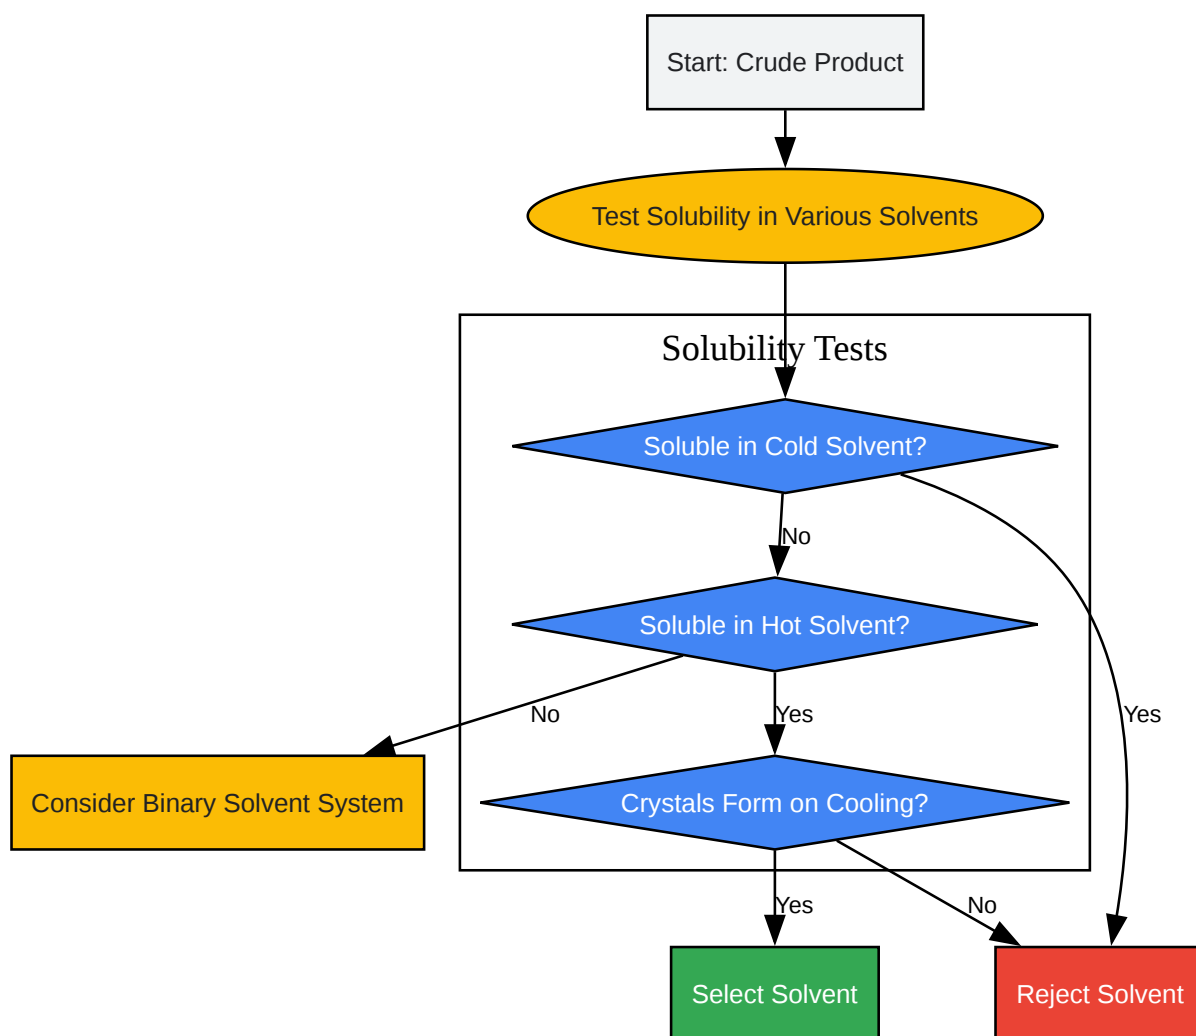 Start: Crude Product
Test Solubility in Various Solvents
Solubility Tests
Soluble in Cold Solvent?
No
Soluble in Hot Solvent?
No
Yes
Yes
Consider Binary Solvent System
Crystals Form on Cooling?
Yes
No
Select Solvent
Reject Solvent